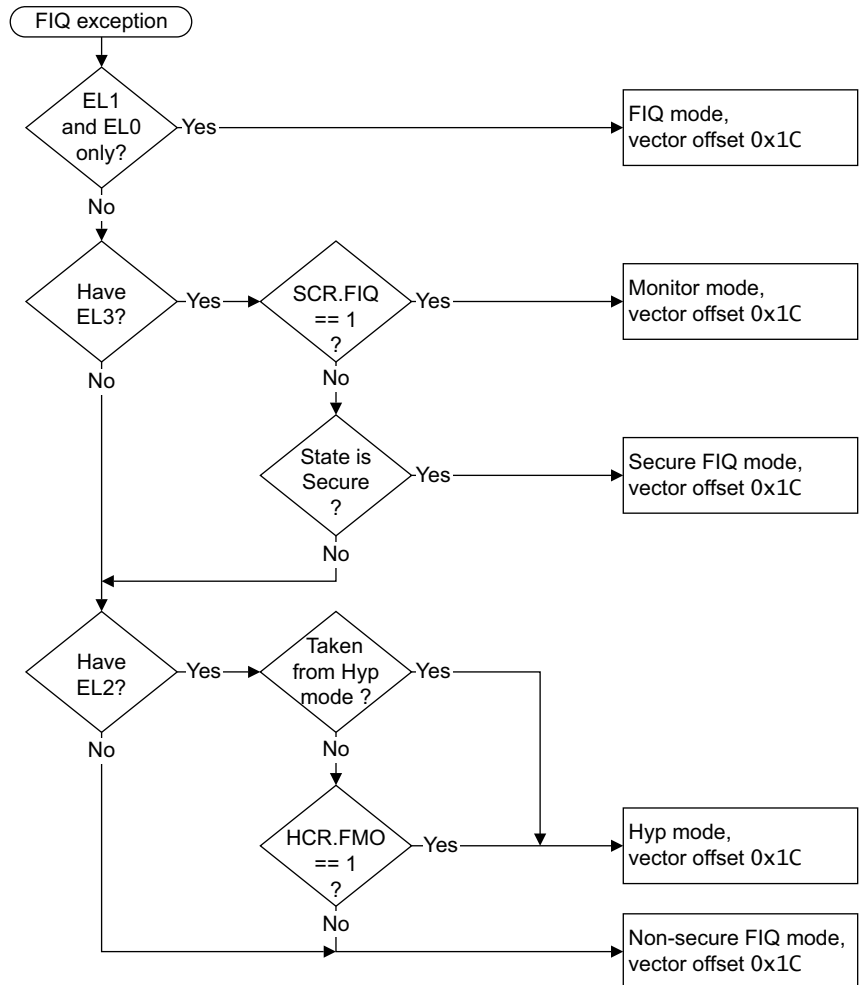 FIQ exception
EL1
and EL0
only?
Yes
FIQ mode,
vector offset 0x1C
No
Have
EL3?
Yes
SCR.FIQ
== 1
?
Yes
Monitor mode,
vector offset 0x1C
No
No
State is
Secure
?
Yes
Secure FIQ mode,
vector offset 0x1C
No
Have
EL2?
Yes
Taken
from Hyp
mode ?
Yes
No
No
HCR.FMO
== 1
?
Yes
Hyp mode,
vector offset 0x1C
No
Non-secure FIQ mode,
vector offset 0x1C